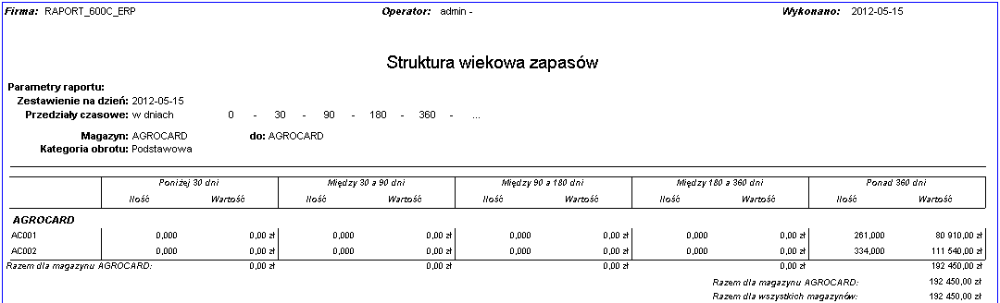 Firma: RAPORT_600C_ERP Operator: admin - Wykonano: 2012-05-15
Struktura wiekowa zapasów
Parametry raportu:
Zestawienie na dzień: 2012-05-15
Przedziały czasowe: w dniach 0 - 30 - 90 - 180 - 360 - ...
Magazyn: AGROCARD do: AGROCARD
Kategoria obrotu: Podstawowa
Poniżej 30 dni Między 30 a 90 dni Między 90 a 180 dni Między 180 a 360 dni Ponad 360 dni
Ilość Wartość Ilość Wartość Ilość Wartość Ilość Wartość Ilość Wartość
AGROCARD
AC001 0,000 0,00 zł 0,000 0,00 zł 0,000 0,00 zł 0,000 0,00 zł 261,000 80 910,00 zł
AC002 0,000 0,00 zł 0,000 0,00 zł 0,000 0,00 zł 0,000 0,00 zł 334,000 111 540,00 zł
Razem dla magazynu AGROCARD: 0,00 zł 0,00 zł 0,00 zł 0,00 zł 192 450,00 zł
Razem dla magazynu AGROCARD: 192 450,00 zł
Razem dla wszystkich magazynów: 192 450,00 zł